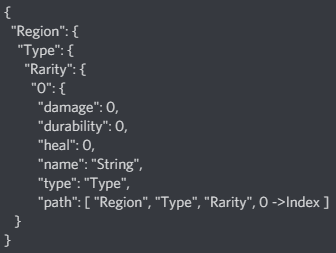 {
"Region": {
"Type": {
"Rarity": {
"0": {
"damage": 0,
"durability": 0,
"heal": 0,
"name": "String",
"type": "Type",
"path": [ "Region", "Type", "Rarity", 0 ->Index ]
}
}